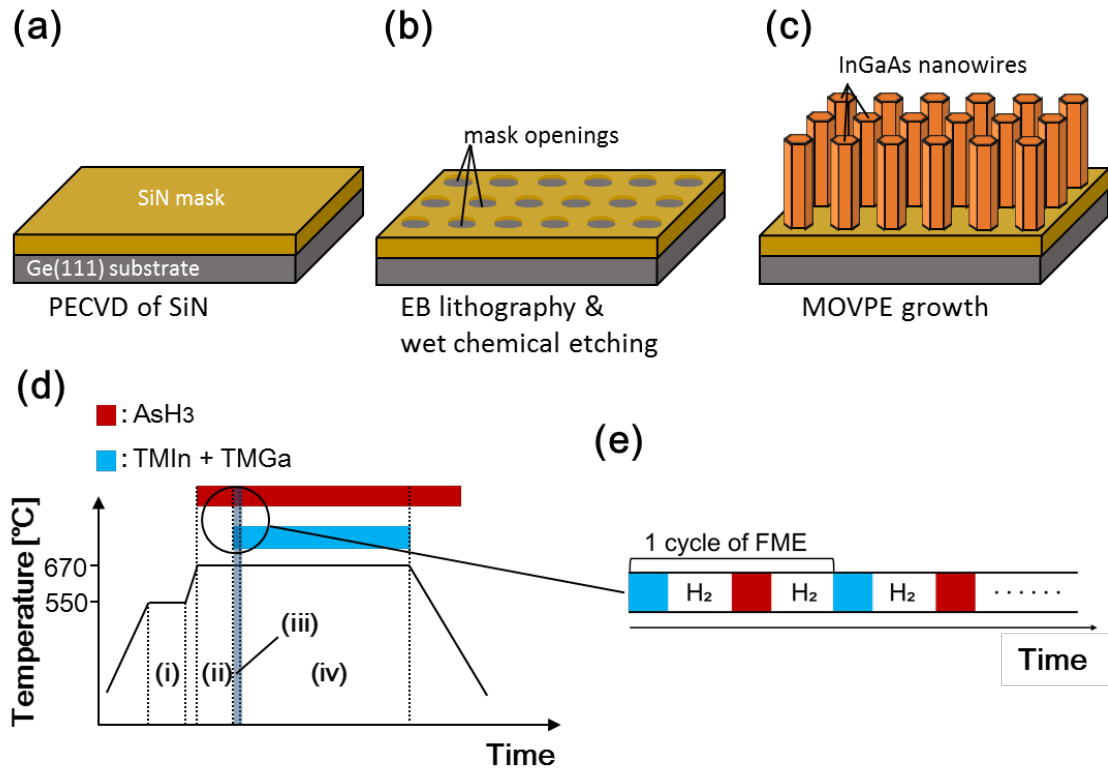 (a)
SiN mask
Ge(111) substrate
PECVD of SiN
(b)
mask openings
EB lithography &
wet chemical etching
(c)
InGaAs nanowires
MOVPE growth
(d)
: AsH3
: TMIn + TMGa
Temperature [℃]
670
550
(i)
(ii)
(iii)
(iv)
Time
(e)
1 cycle of FME
H₂
H₂
H₂
······
Time